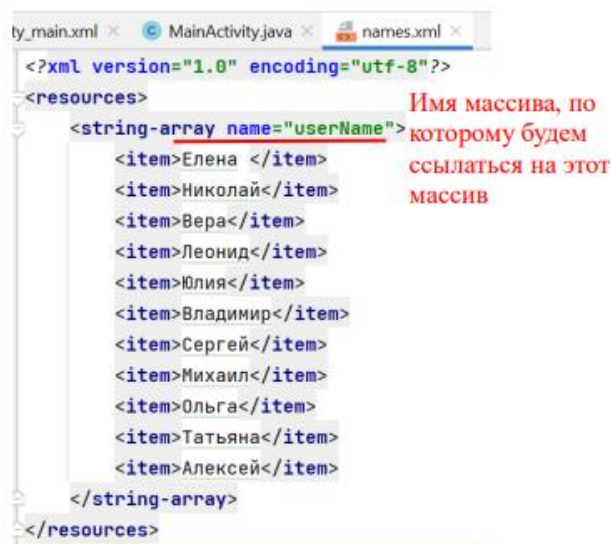 ty_main.xml × C MainActivity.java × names.xml ×
<?xml version="1.0" encoding="utf-8"?>
<resources>
<string-array name="userName">
<item>Елена </item>
<item>Николай</item>
<item>Вера</item>
<item>Леонид</item>
<item>Юлия</item>
<item>Владимир</item>
<item>Сергей</item>
<item>Михаил</item>
<item>Ольга</item>
<item>Татьяна</item>
<item>Алексей</item>
</string-array>
</resources>
Имя массива, по
которому будем
ссылаться на этот
массив